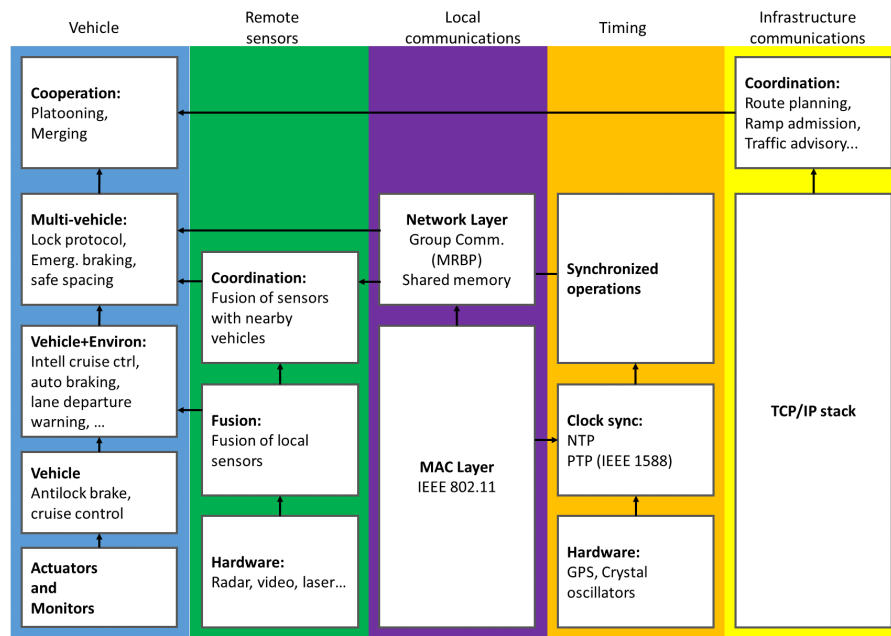 Vehicle
Remote
sensors
Local
communications
Timing
Infrastructure
communications
Cooperation:
Platooning,
Merging
Multi-vehicle:
Lock protocol,
Emerg. braking,
safe spacing
Vehicle+Environ:
Intell cruise ctrl,
auto braking,
lane departure
warning, ...
Vehicle
Antilock brake,
cruise control
Actuators
and
Monitors
Coordination:
Fusion of sensors
with nearby
vehicles
Fusion:
Fusion of local
sensors
Hardware:
Radar, video, laser...
Network Layer
Group Comm.
(MRBP)
Shared memory
MAC Layer
IEEE 802.11
Synchronized
operations
Clock sync:
NTP
PTP (IEEE 1588)
Hardware:
GPS, Crystal
oscillators
Coordination:
Route planning,
Ramp admission,
Traffic advisory...
TCP/IP stack